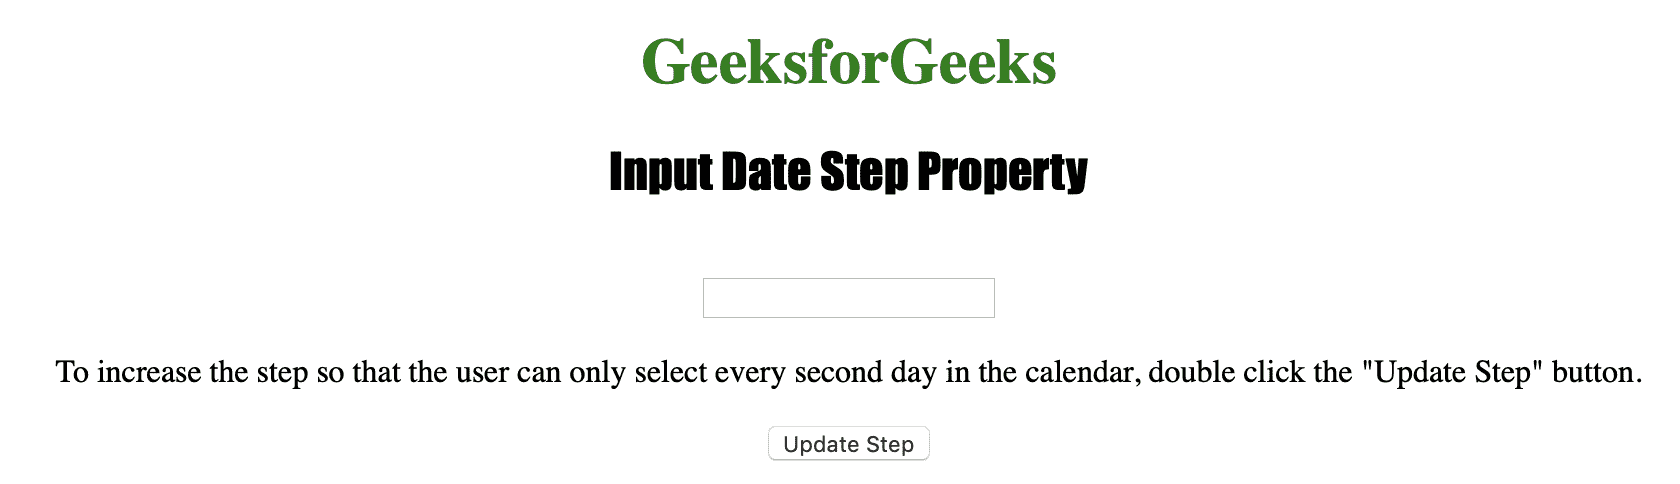 GeeksforGeeks
Input Date Step Property
To increase the step so that the user can only select every second day in the calendar, double click the "Update Step" button.
Update Step